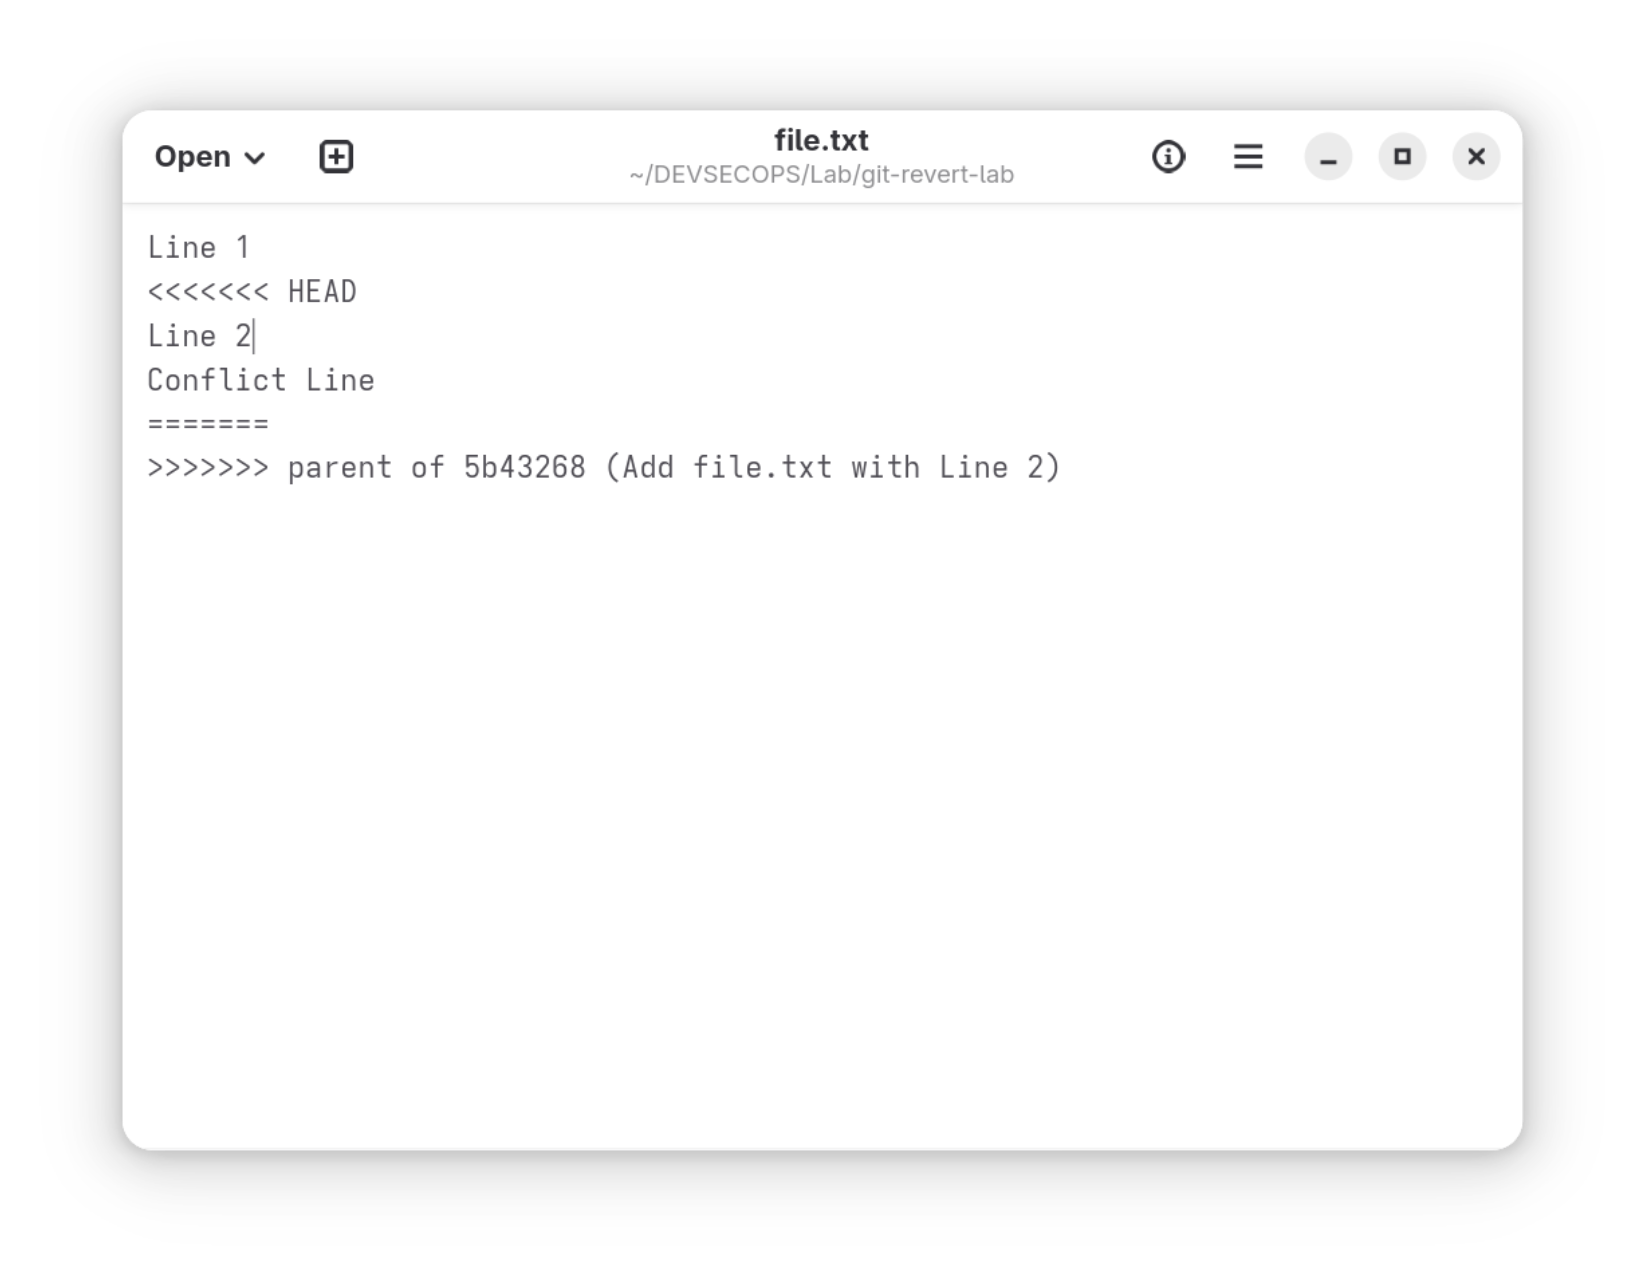 Open
file.txt
~/DEVSECOPS/Lab/git-revert-lab
Line 1
<<<<<<< HEAD
Line 2
Conflict Line
=======
>>>>>>> parent of 5b43268 (Add file.txt with Line 2)